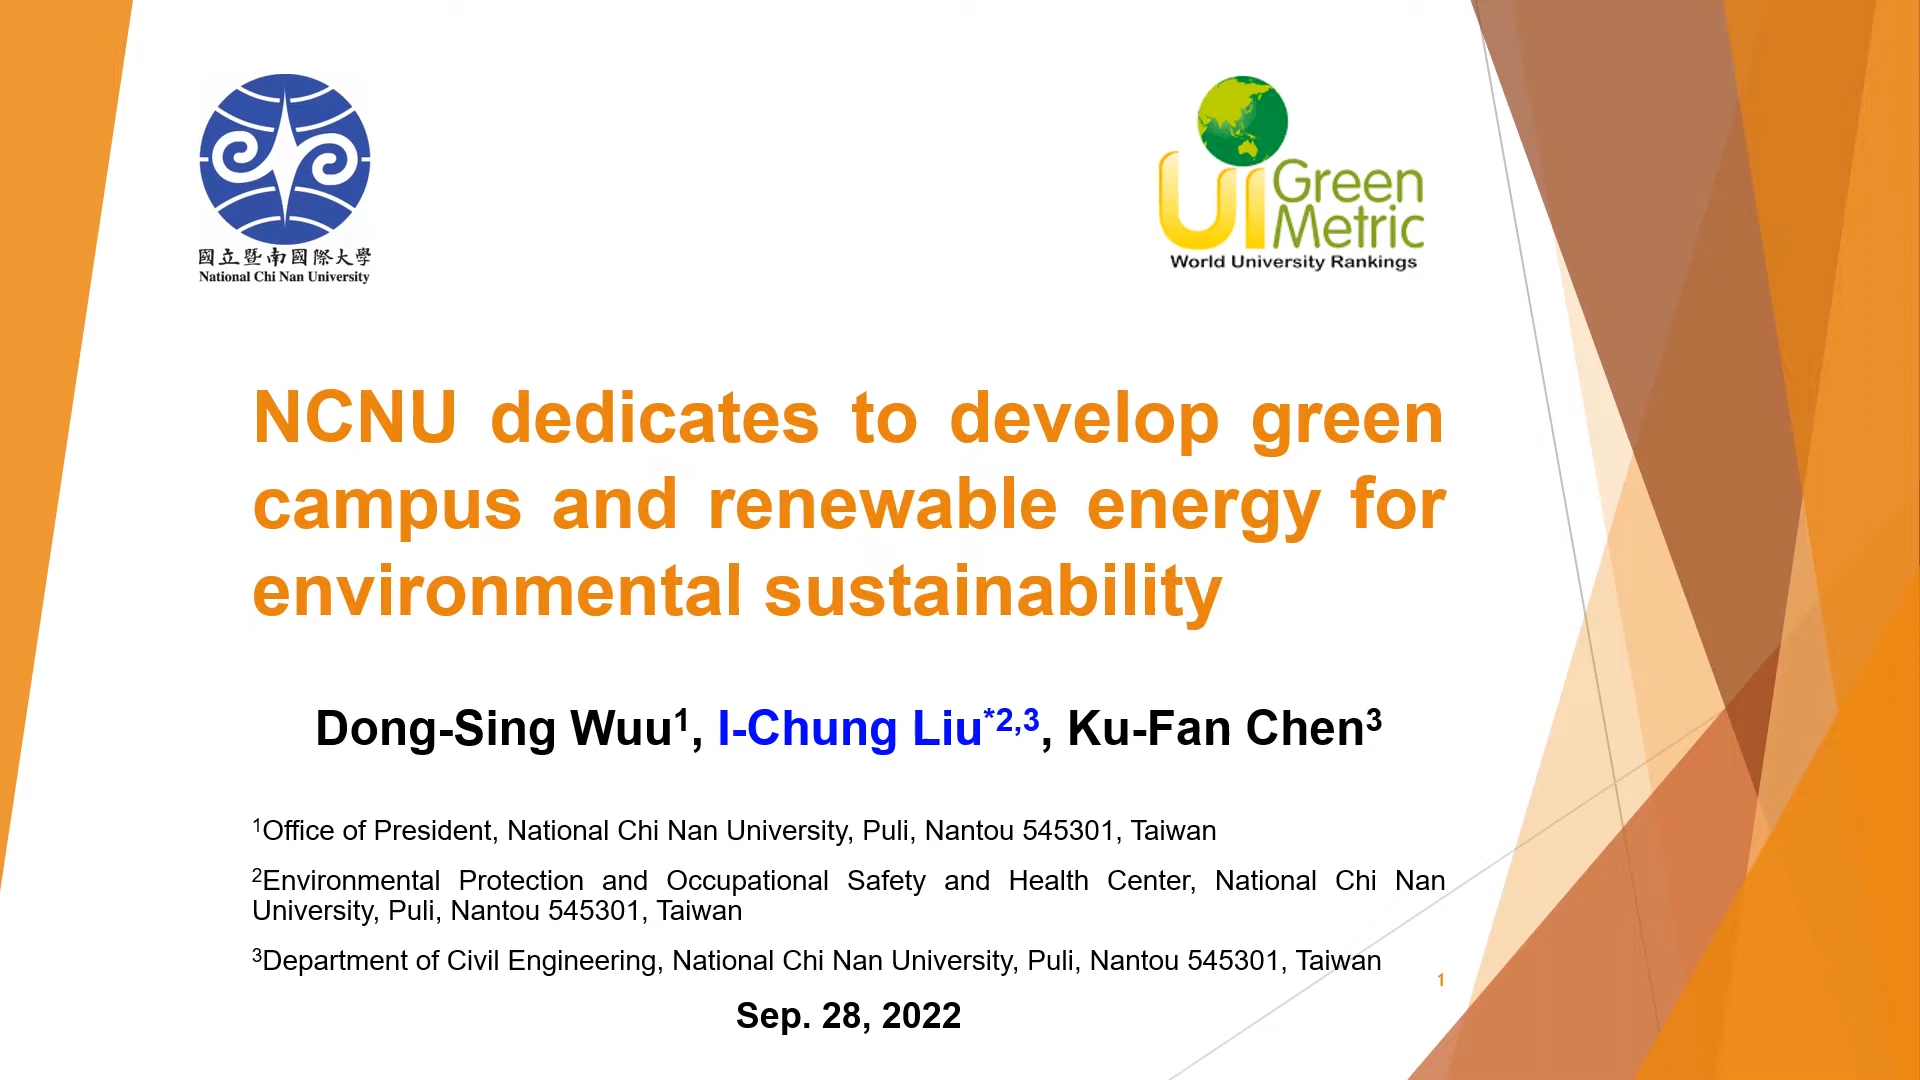 國立暨南國際大學
National Chi Nan University
UI Green
Metric
World University Rankings
NCNU dedicates to develop green
campus and renewable energy for
environmental sustainability
Dong-Sing Wuu¹, I-Chung Liu*²,³, Ku-Fan Chen³
¹Office of President, National Chi Nan University, Puli, Nantou 545301, Taiwan
²Environmental Protection and Occupational Safety and Health Center, National Chi Nan
University, Puli, Nantou 545301, Taiwan
³Department of Civil Engineering, National Chi Nan University, Puli, Nantou 545301, Taiwan
1
Sep. 28, 2022